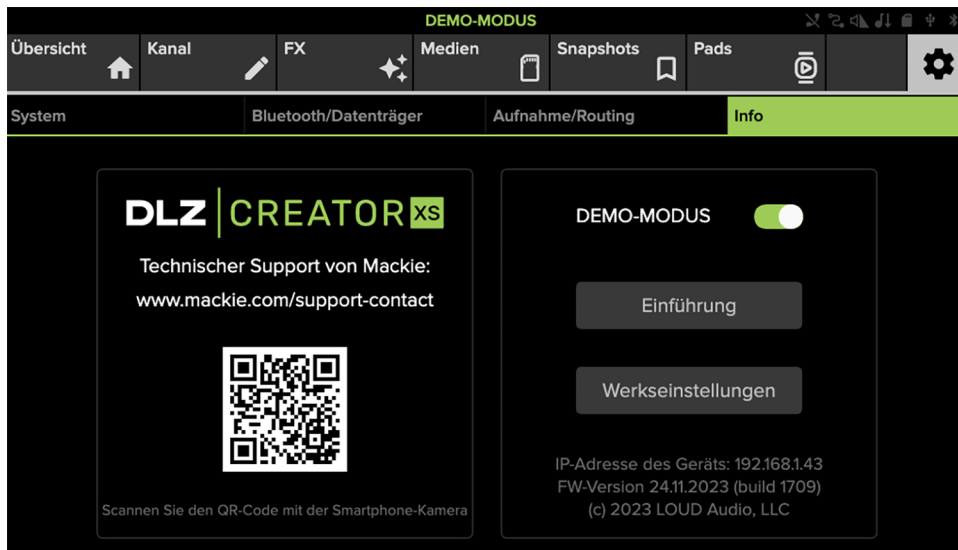 DEMO-MODUS
Übersicht Kanal FX Medien Snapshots Pads
System Bluetooth/Datenträger Aufnahme/Routing Info
DLZ CREATOR XS
Technischer Support von Mackie:
www.mackie.com/support-contact
Scannen Sie den QR-Code mit der Smartphone-Kamera
DEMO-MODUS
Einführung
Werkseinstellungen
IP-Adresse des Geräts: 192.168.1.43
FW-Version 24.11.2023 (build 1709)
(c) 2023 LOUD Audio, LLC